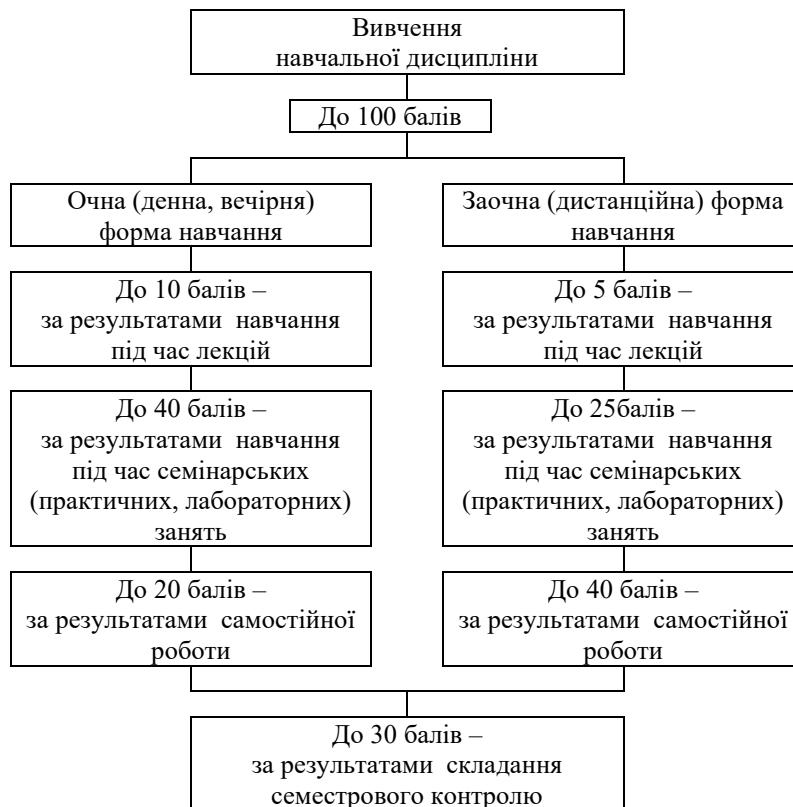 Вивчення
навчальної дисципліни
До 100 балів
Очна (денна, вечірня)
форма навчання
Заочна (дистанційна) форма
навчання
До 10 балів –
за результатами навчання
під час лекцій
До 5 балів –
за результатами навчання
під час лекцій
До 40 балів –
за результатами навчання
під час семінарських
(практичних, лабораторних)
занять
До 25балів –
за результатами навчання
під час семінарських
(практичних, лабораторних)
занять
До 20 балів –
за результатами самостійної
роботи
До 40 балів –
за результатами самостійної
роботи
До 30 балів –
за результатами складання
семестрового контролю